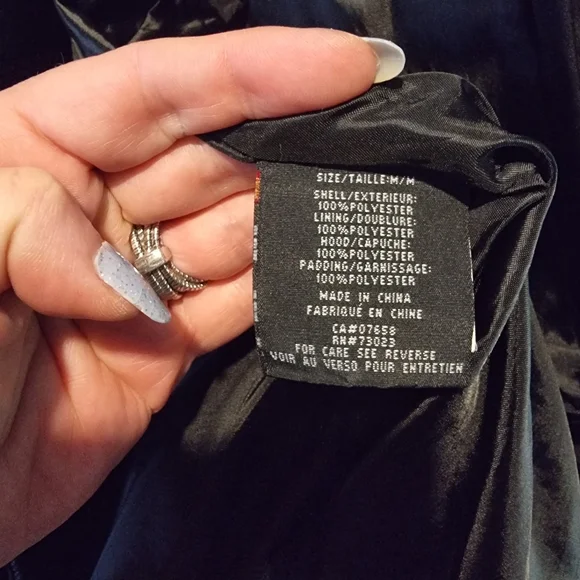 SIZE/TAILLE:M/M
SHELL/EXTERIEUR:
100%POLYESTER
LINING/DOUBLURE:
100%POLYESTER
HOOD/CAPUCHE:
100%POLYESTER
PADDING/GARNISSAGE:
100%POLYESTER
MADE IN CHINA
FABRIQUÉ EN CHINE
CA#07658
RN#73023
FOR CARE SEE REVERSE
VOIR AU VERSO POUR ENTRETIEN